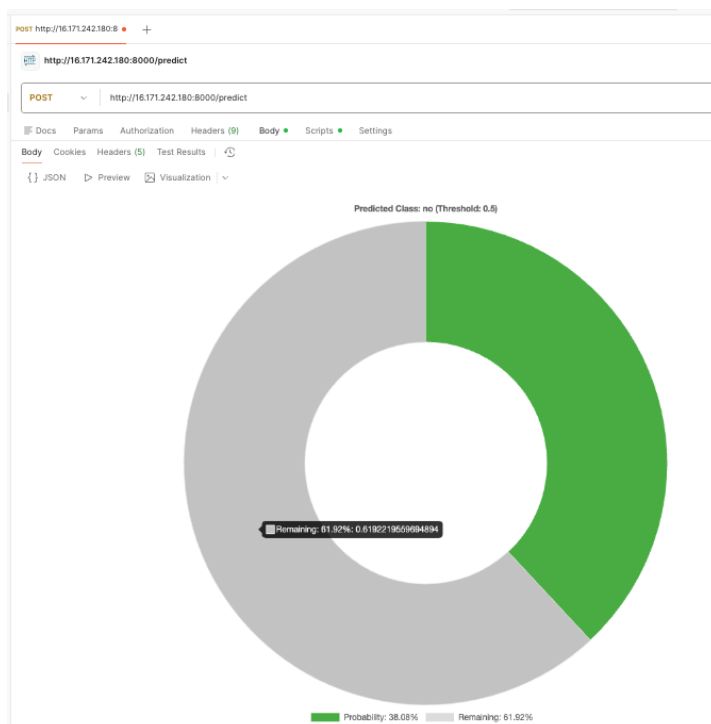 POST http://16.171.242.180:8
http://16.171.242.180:8000/predict
POST http://16.171.242.180:8000/predict
Docs Params Authorization Headers (9) Body Scripts Settings
Body Cookies Headers (5) Test Results
{} JSON Preview Visualization
Predicted Class: no (Threshold: 0.5)
Remaining: 61.92%: 0.6192219559694894
Probability: 38.08% Remaining: 61.92%